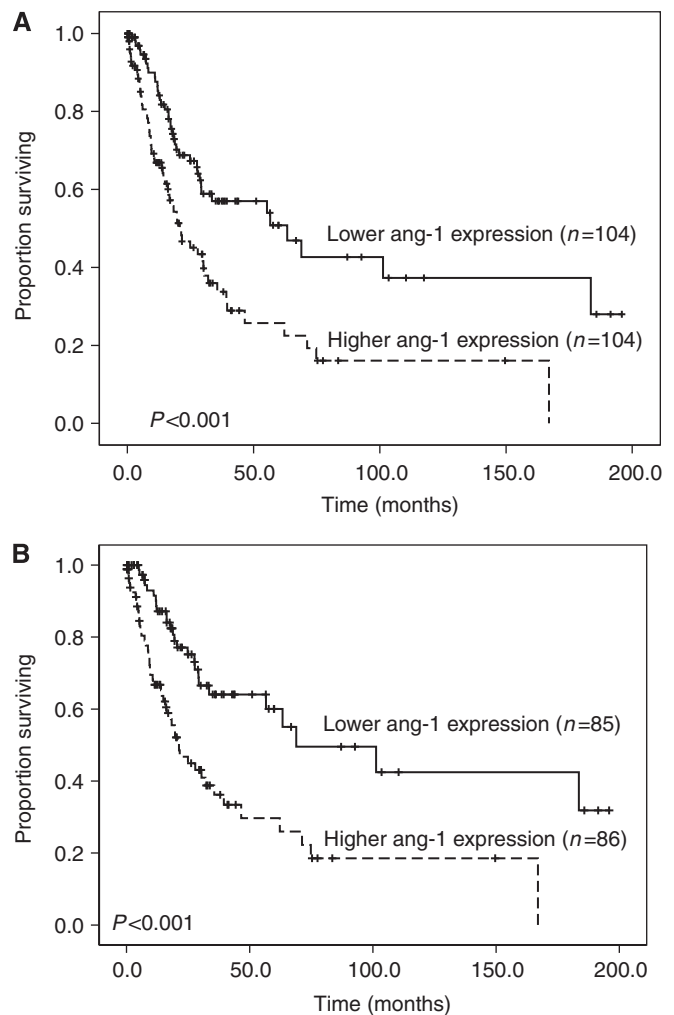 A
Proportion surviving
1.0
0.8
0.6
0.4
0.2
0.0
Lower ang-1 expression (n=104)
Higher ang-1 expression (n=104)
P<0.001
0.0 50.0 100.0 150.0 200.0
Time (months)
B
Proportion surviving
1.0
0.8
0.6
0.4
0.2
0.0
Lower ang-1 expression (n=85)
Higher ang-1 expression (n=86)
P<0.001
0.0 50.0 100.0 150.0 200.0
Time (months)